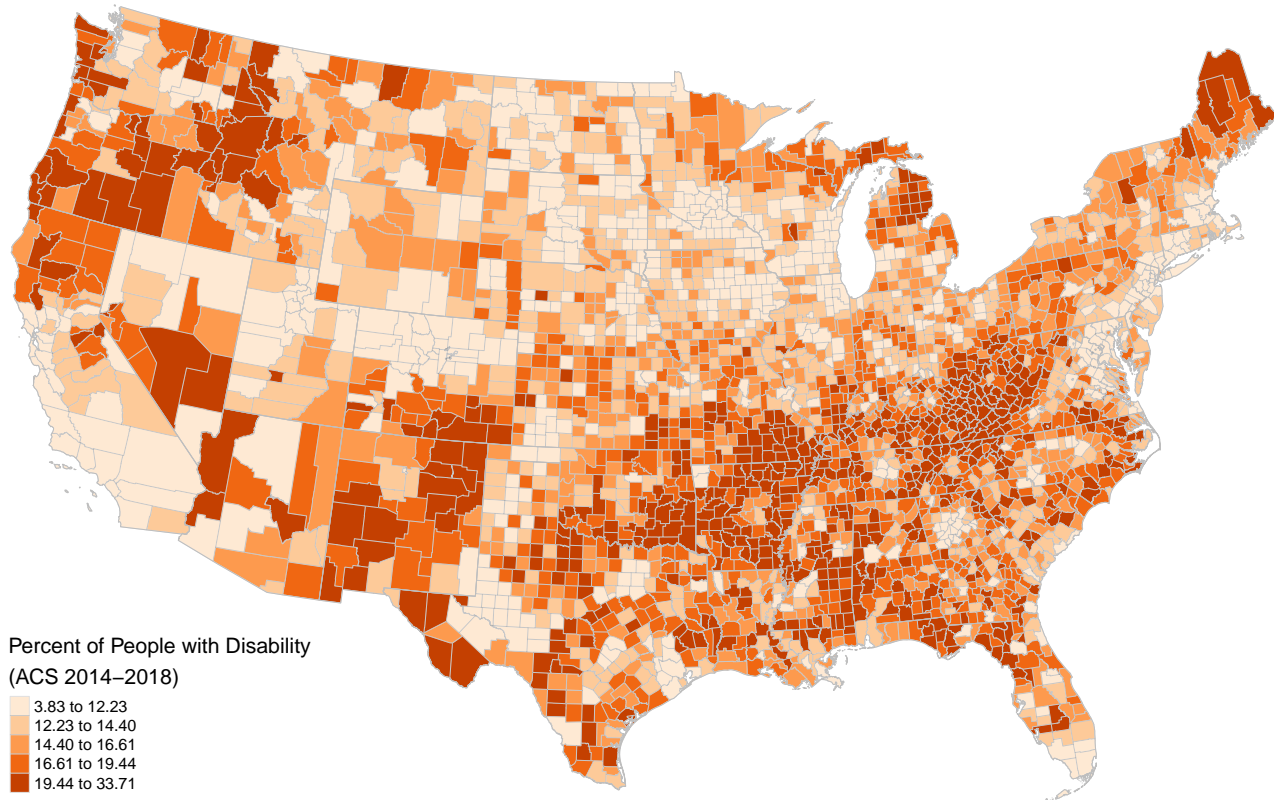 Percent of People with Disability
(ACS 2014–2018)
3.83 to 12.23
12.23 to 14.40
14.40 to 16.61
16.61 to 19.44
19.44 to 33.71